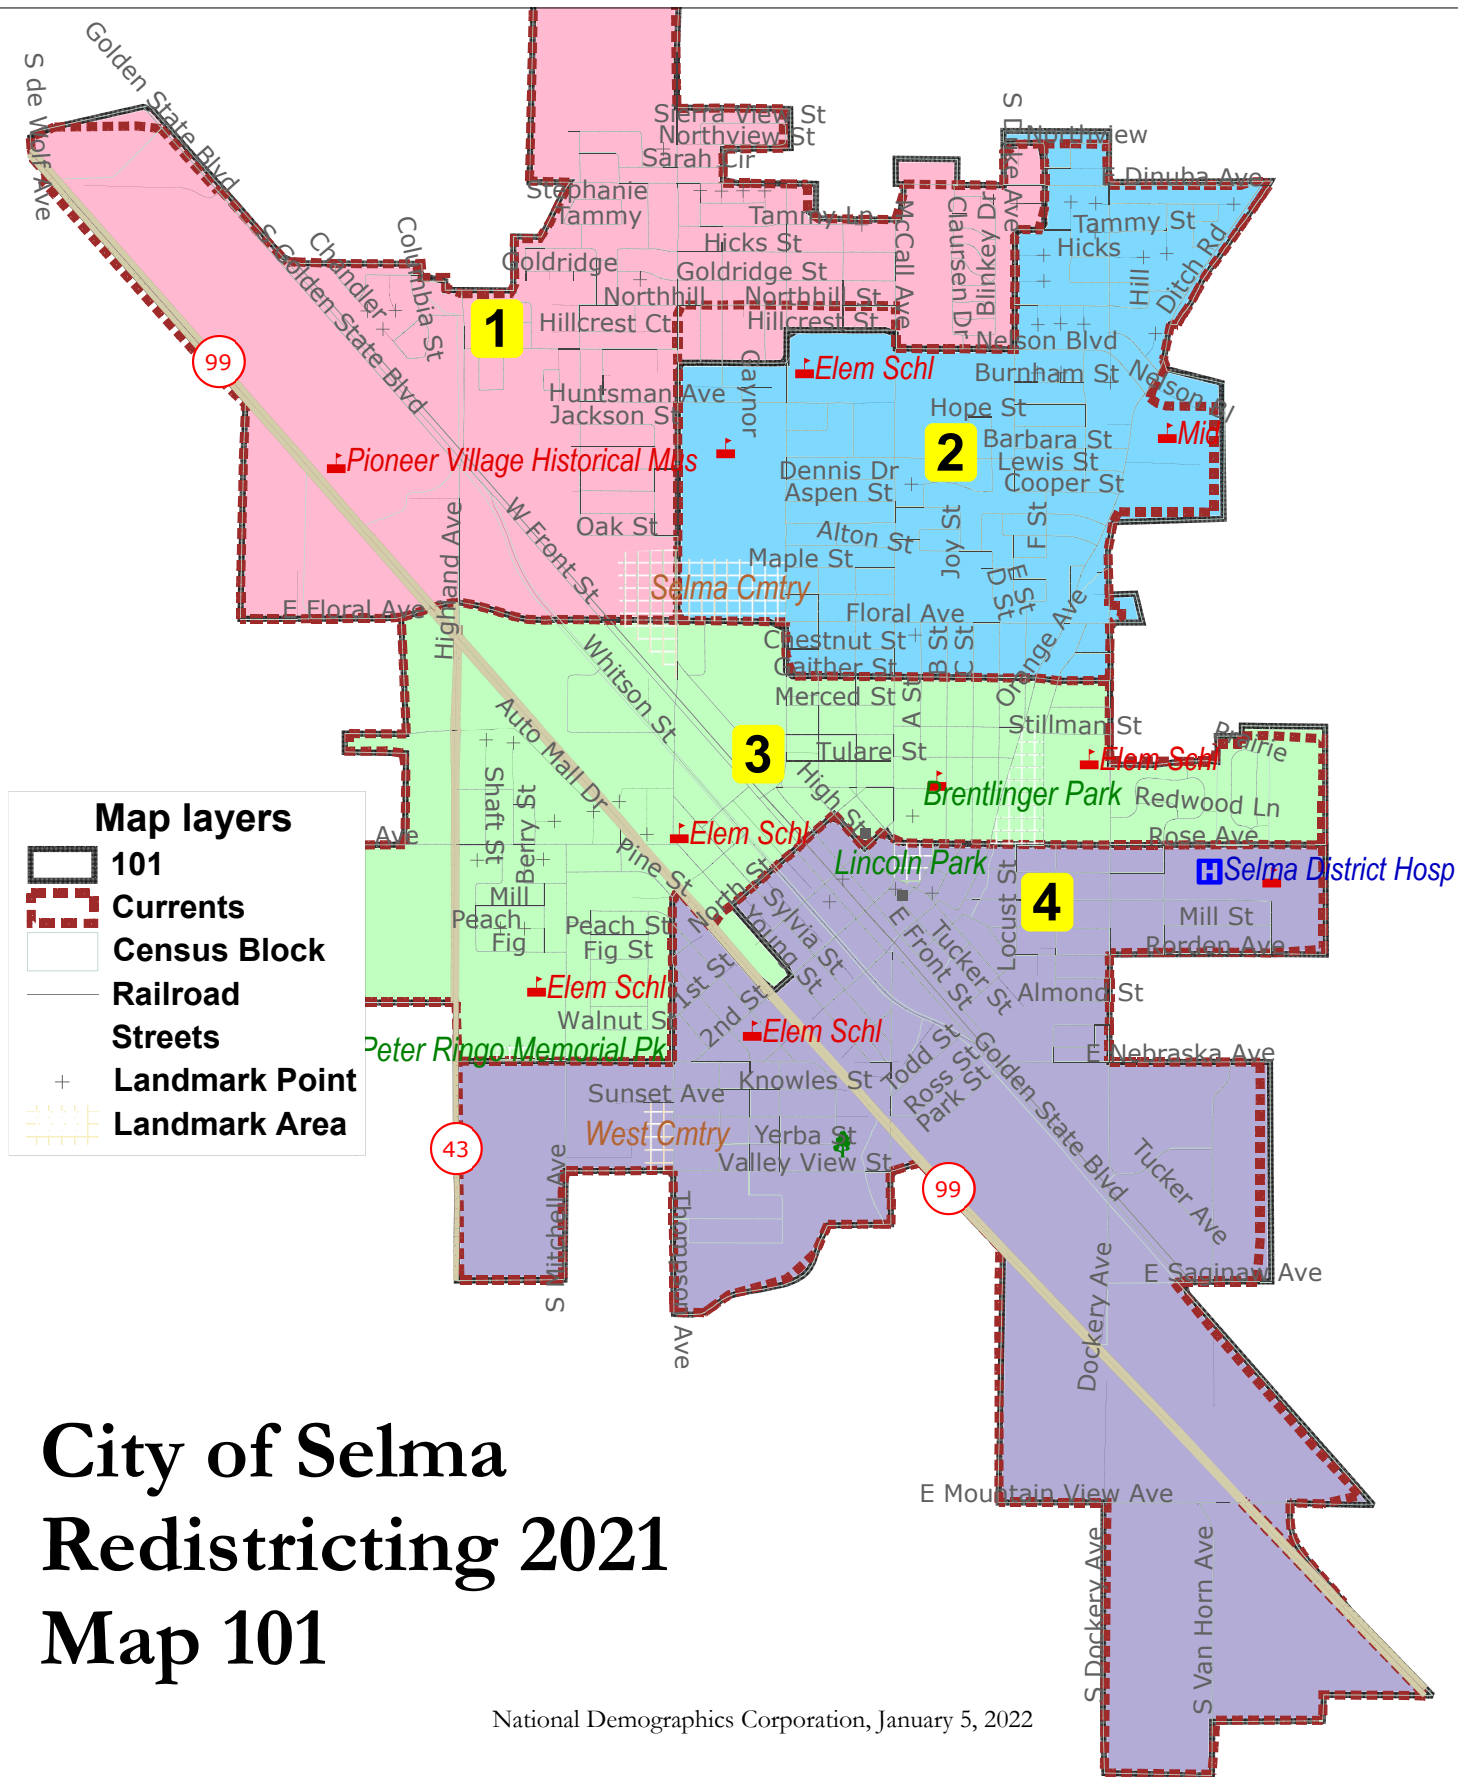 S de Wolf Ave
Golden State Blvd
S Golden State Blvd
Chandler
Columbia St
Sierra View St
Northview St
Sarah Cir
Stephanie
Tammy
Tammy Ln
Hicks St
Goldridge
Goldridge St
Northhill
Northhill St
Hillcrest Ct
Hillcrest St
McCall Ave
Claursen Dr
Blinkey Dr
S Duke Ave
Northview
E Dinuba Ave
Tammy St
Hicks
Hill
Ditch Rd
Nelson Blvd
Nelson Pl
Burnham St
1
99
Elem Schl
Gaynor
Huntsman Ave
Jackson St
Hope St
2
Barbara St
Lewis St
Cooper St
Mid
Pioneer Village Historical Mus
Dennis Dr
Aspen St
Oak St
W Front St
Highland Ave
Alton St
Joy St
F St
Maple St
Selma Cmtry
D St
E St
E Floral Ave
Floral Ave
Chestnut St
Gaither St
B St
C St
Orange Ave
Whitson St
Merced St
A St
Stillman St
Auto Mall Dr
3
Tulare St
High St
Elem Schl
Prairie
Brentlinger Park
Redwood Ln
Shaft St
Berry St
Ave
Elem Schl
Rose Ave
Pine St
Lincoln Park
Selma District Hosp
H
North St
Sylvia St
Young St
4
Locust St
Mill
Peach
Fig
Peach St
Fig St
E Front St
Tucker St
Mill St
Rorden Ave
1st St
2nd St
Elem Schl
Almond St
Walnut S
Elem Schl
Peter Ringo Memorial Pk
E Nebraska Ave
Todd St
Ross St
Park St
Golden State Blvd
Sunset Ave
Knowles St
West Cmtry
Yerba St
Valley View St
43
99
Tucker Ave
S Mitchell Ave
Thompson Ave
Dockery Ave
E Saginaw Ave
E Mountain View Ave
S Dockery Ave
S Van Horn Ave
Map layers
101
Currents
Census Block
Railroad
Streets
Landmark Point
Landmark Area
City of Selma
Redistricting 2021
Map 101
National Demographics Corporation, January 5, 2022